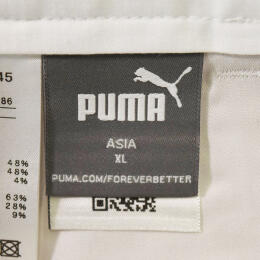 45
86
48%
48%
4%
63%
28%
9%
PUMA
ASIA
XL
PUMA.COM/FOREVERBETTER